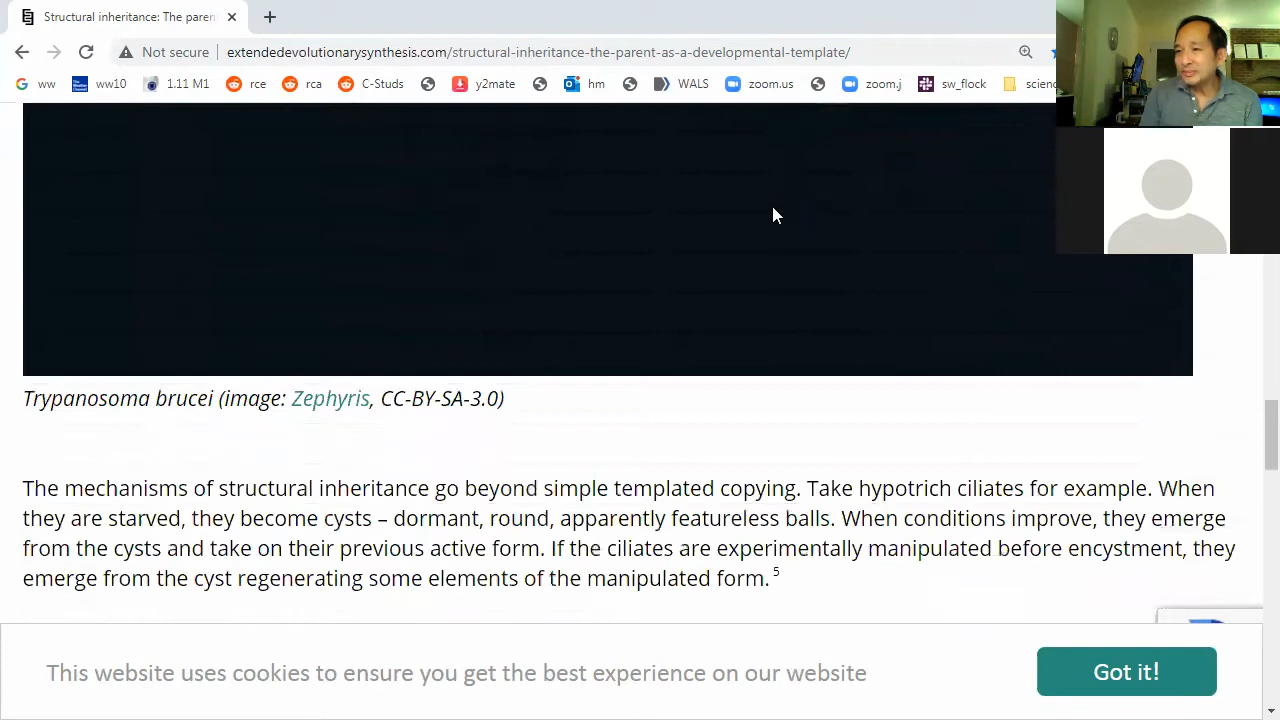 Structural inheritance: The paren
Not secure
extendedevolutionarysynthesis.com/structural-inheritance-the-parent-as-a-developmental-template/
ww
ww10
1.11 M1
rce
rca
C-Studs
y2mate
hm
WALS
zoom.us
zoom.j
sw_flock
scienc
Trypanosoma brucei (image: Zephyris, CC-BY-SA-3.0)
The mechanisms of structural inheritance go beyond simple templated copying. Take hypotrich ciliates for example. When
they are starved, they become cysts – dormant, round, apparently featureless balls. When conditions improve, they emerge
from the cysts and take on their previous active form. If the ciliates are experimentally manipulated before encystment, they
emerge from the cyst regenerating some elements of the manipulated form. 5
This website uses cookies to ensure you get the best experience on our website
Got it!